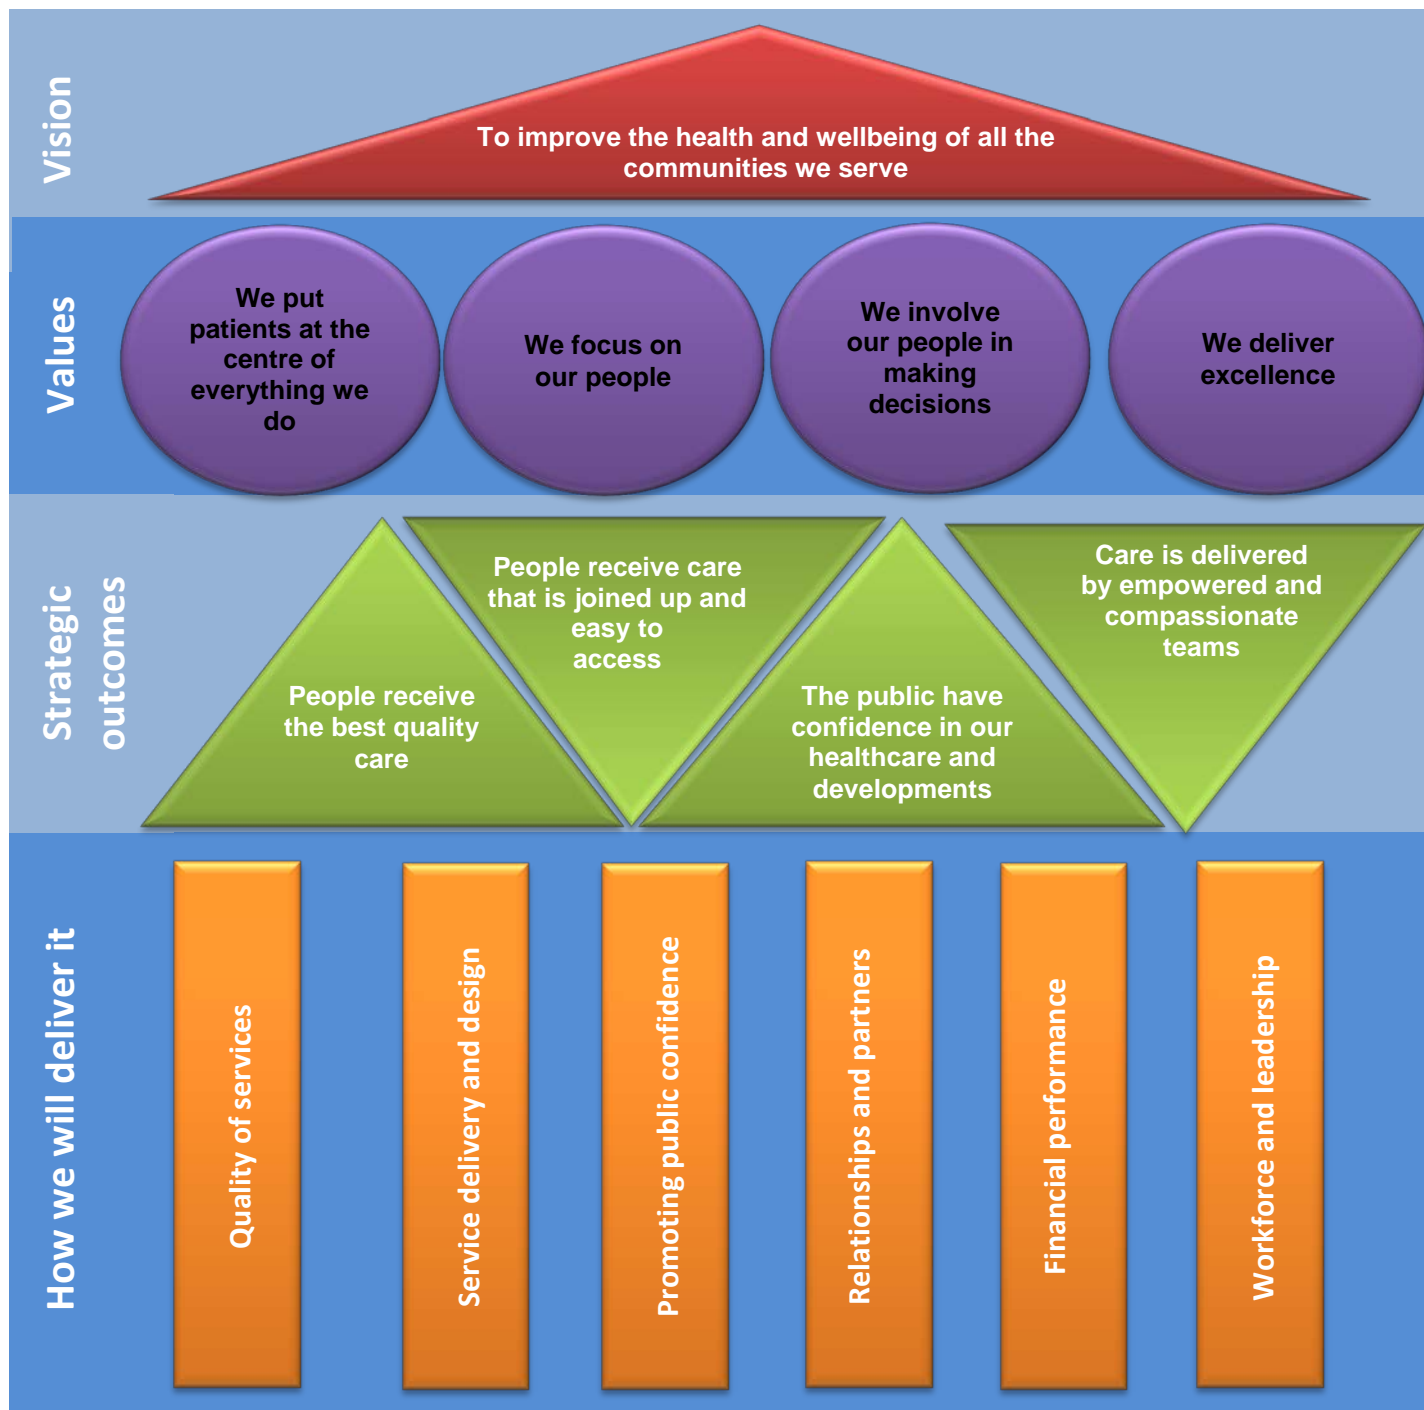 Vision
To improve the health and wellbeing of all the
communities we serve
Values
We put
patients at the
centre of
everything we
do
We focus on
our people
We involve
our people in
making
decisions
We deliver
excellence
Strategic
outcomes
People receive
the best quality
care
People receive care
that is joined up and
easy to
access
The public have
confidence in our
healthcare and
developments
Care is delivered
by empowered and
compassionate
teams
How we will deliver it
Quality of services
Service delivery and design
Promoting public confidence
Relationships and partners
Financial performance
Workforce and leadership